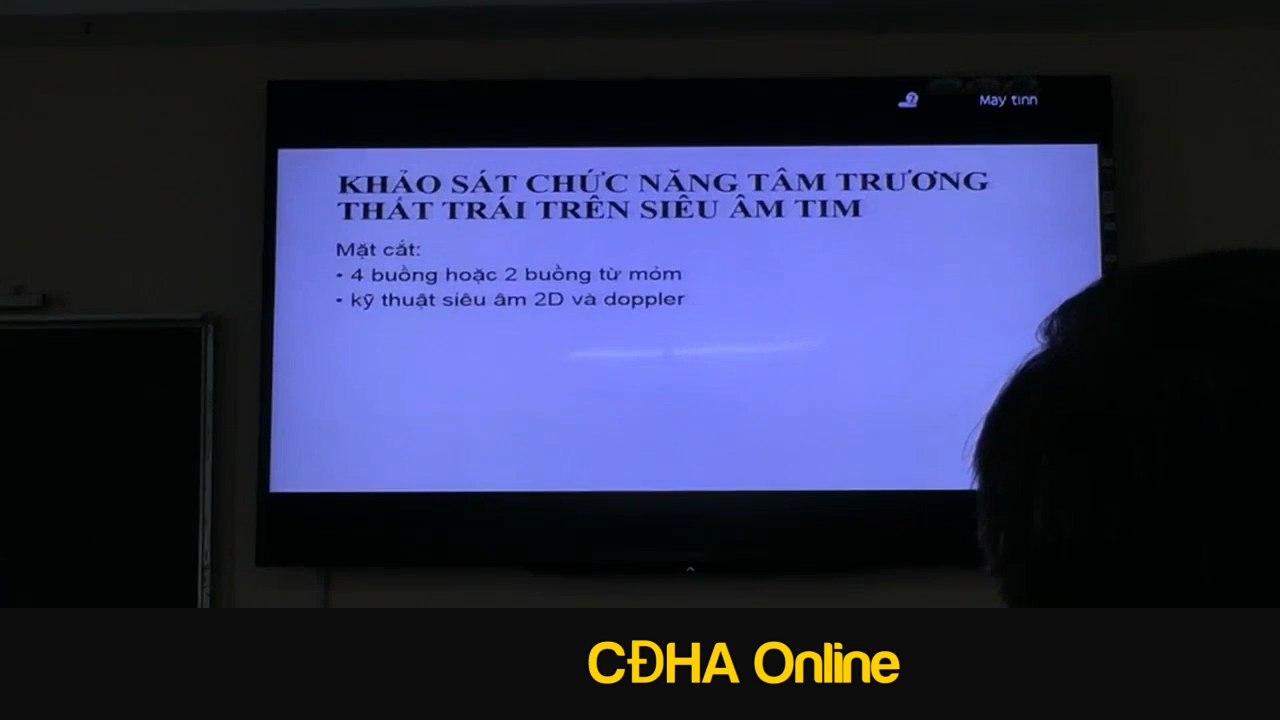 May tinh
KHẢO SÁT CHỨC NĂNG TÂM TRƯƠNG
THẤT TRÁI TRÊN SIÊU ÂM TIM
Mặt cắt:
• 4 buồng hoặc 2 buồng từ mỏm
• kỹ thuật siêu âm 2D và doppler
CĐHA Online